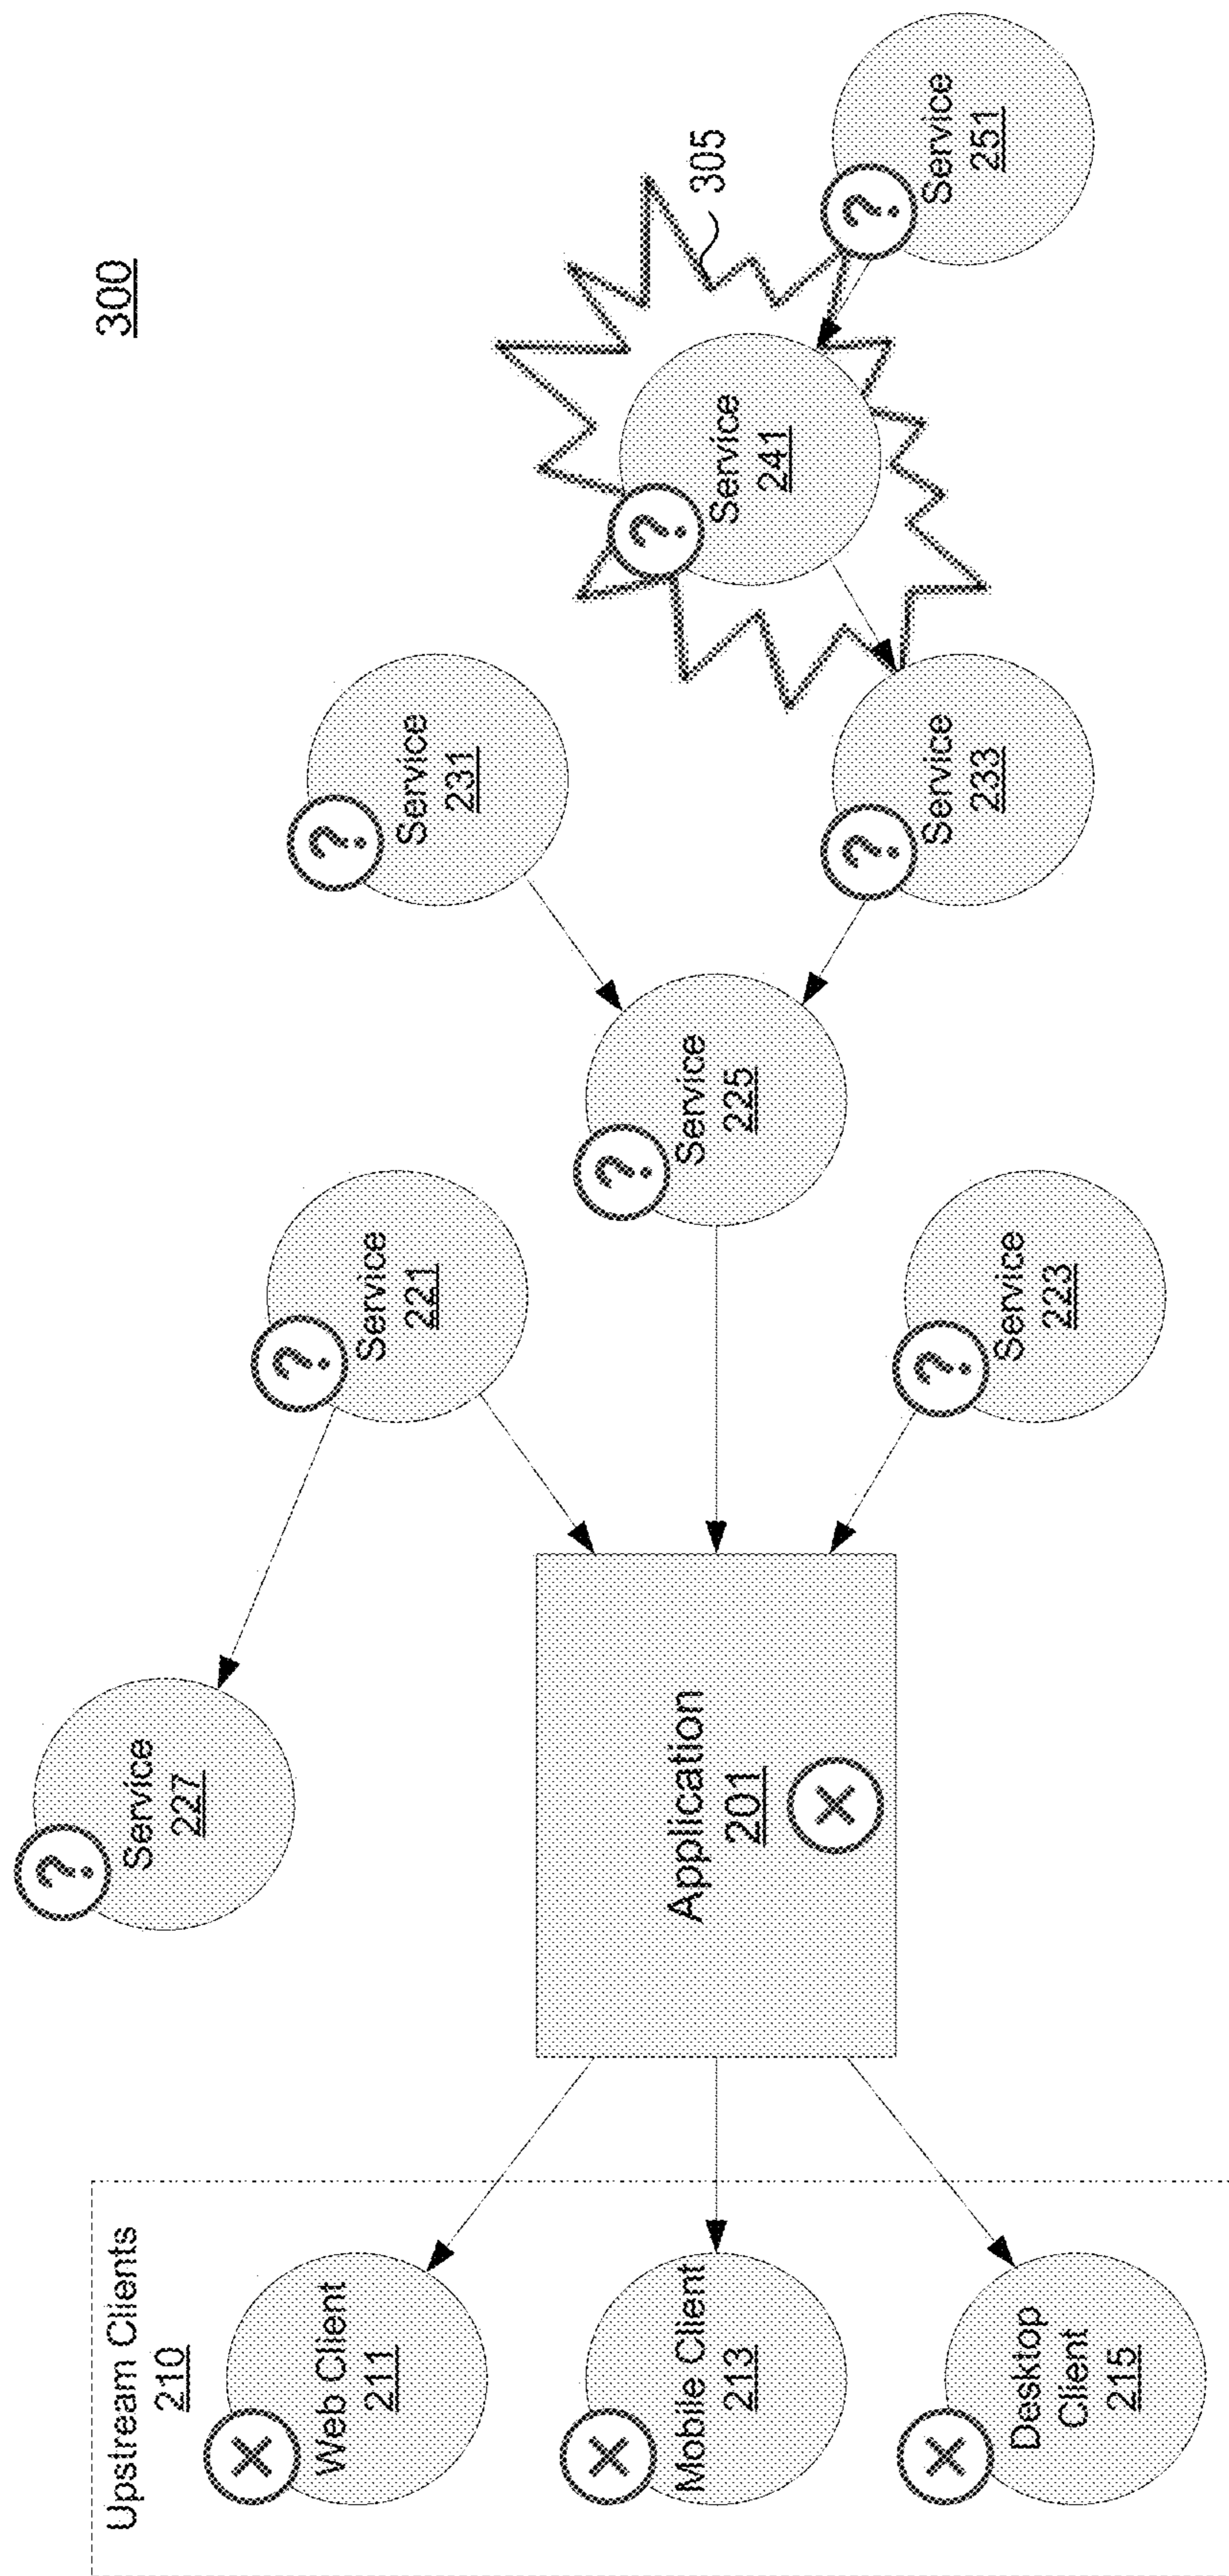 300
Upstream Clients
210
X
Web Client
211
X
Mobile Client
213
X
Desktop
Client
215
Application
201
X
?
Service
227
?
Service
221
?
Service
225
?
Service
223
?
Service
231
?
Service
233
?
Service
241
305
?
Service
251